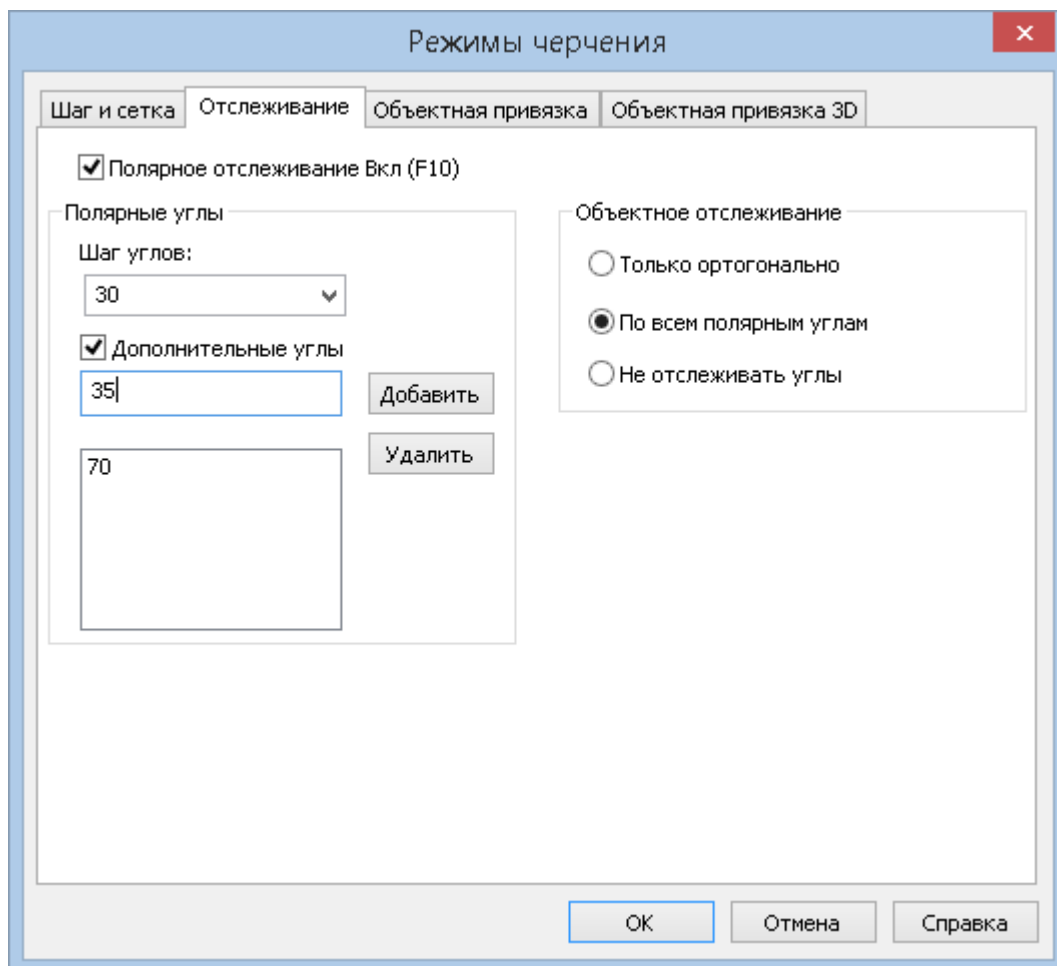 Режимы черчения
Шаг и сетка Отслеживание Объектная привязка Объектная привязка 3D
Полярное отслеживание Вкл (F10)
Полярные углы
Шаг углов:
30
Дополнительные углы
35
Добавить
Удалить
70
Объектное отслеживание
Только ортогонально
По всем полярным углам
Не отслеживать углы
OK Отмена Справка